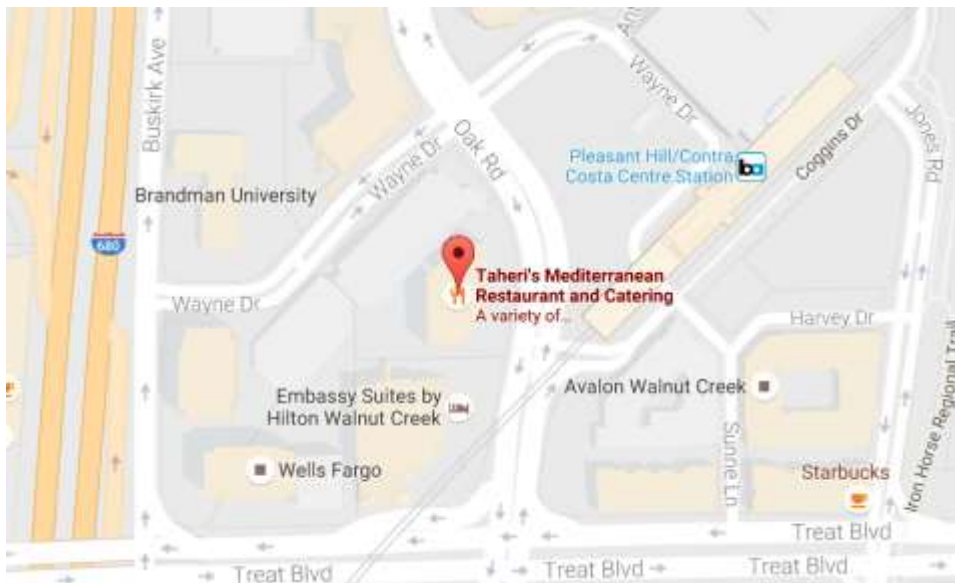 An
Wayne Dr
Buskirk Ave
Oak Rd
Jones Rd
Pleasant Hill/Contra
Costa Centre Station
ba
Coggins Dr
Wayne Dr
Brandman University
680
Taheri's Mediterranean
Restaurant and Catering
A variety of...
Wayne Dr
Harvey Dr
Iron Horse Regional Trail
Avalon Walnut Creek
Embassy Suites by
Hilton Walnut Creek
Sunne Ln
Wells Fargo
Starbucks
Treat Blvd
Treat Blvd
Treat Blvd